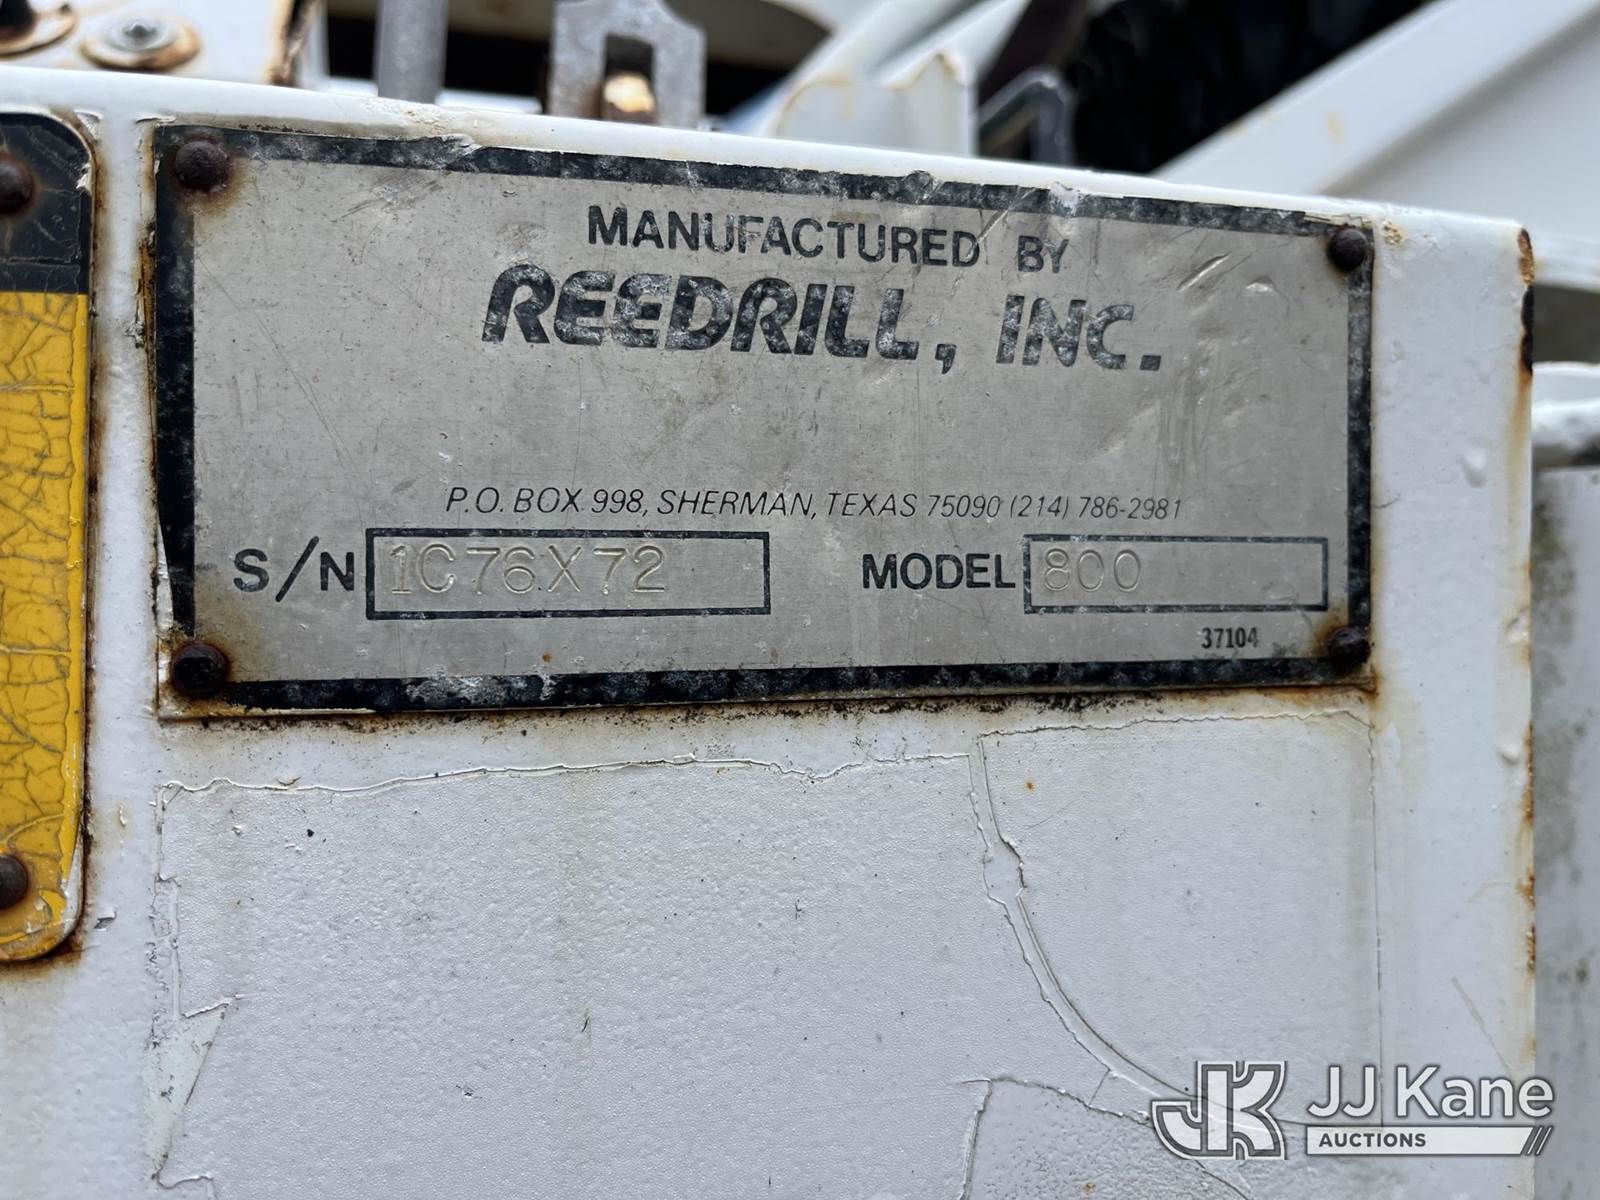 MANUFACTURED BY
REEDRILL, INC.
P.O. BOX 998, SHERMAN, TEXAS 75090 (214) 786-2981
S/N 1C76X72 MODEL 800
37104
JK JJ Kane
AUCTIONS